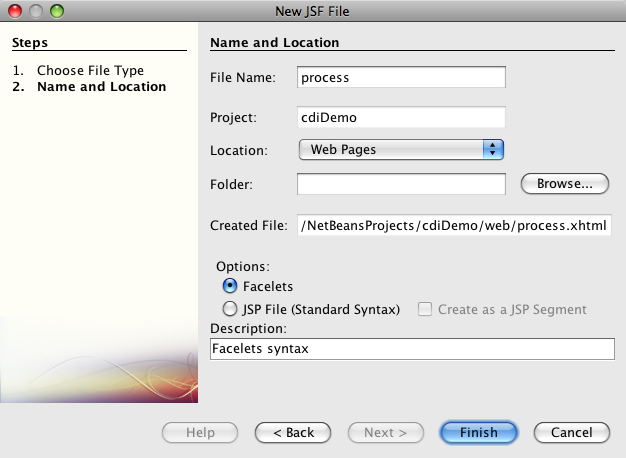 New JSF File
Steps
1. Choose File Type
2. Name and Location
Name and Location
File Name: process
Project: cdiDemo
Location: Web Pages
Folder: Browse...
Created File: /NetBeansProjects/cdiDemo/web/process.xhtml
Options:
Facelets
JSP File (Standard Syntax) Create as a JSP Segment
Description:
Facelets syntax
Help < Back Next > Finish Cancel